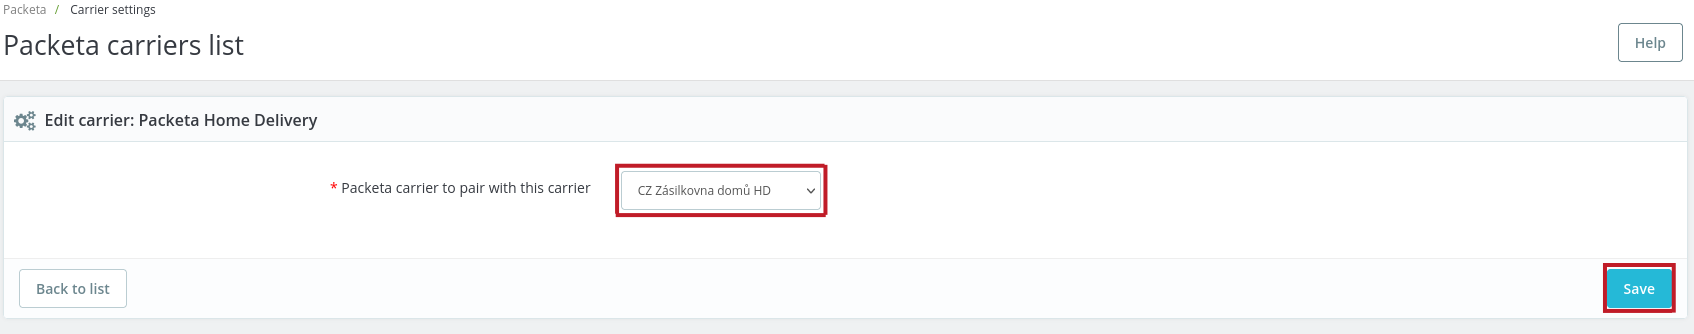 Packeta / Carrier settings
Packeta carriers list
Help
Edit carrier: Packeta Home Delivery
* Packeta carrier to pair with this carrier
CZ Zásilkovna domů HD
Back to list
Save